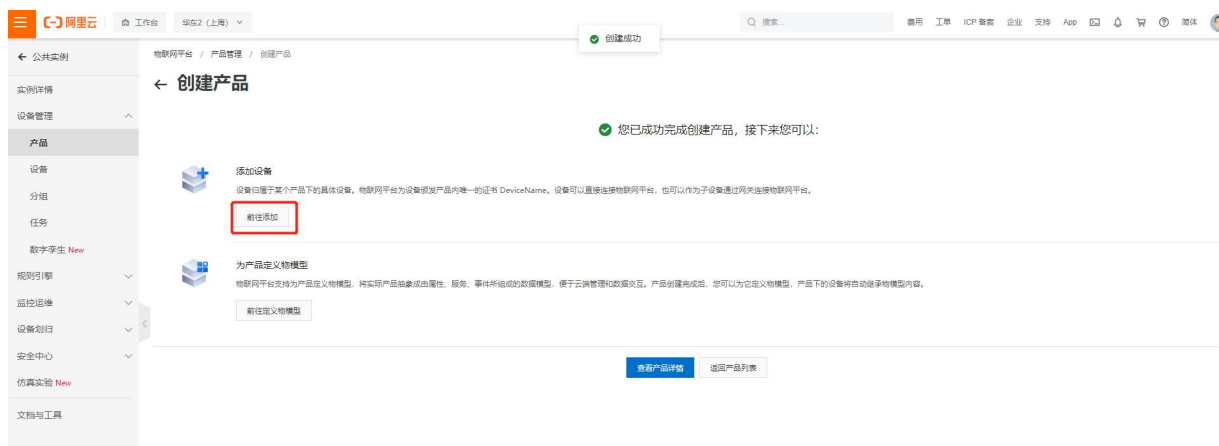 阿里云
工作台
华东2（上海）
搜索...
费用 工单 ICP 备案 企业 支持 App 简体
创建成功
公共实例
物联网平台 / 产品管理 / 创建产品
创建产品
实例详情
设备管理
产品
设备
分组
任务
数字孪生 New
规则引擎
监控运维
设备划归
安全中心
仿真实验 New
文档与工具
您已成功完成创建产品，接下来您可以：
添加设备
设备归属于某个产品下的具体设备。物联网平台为设备颁发产品内唯一的证书 DeviceName。设备可以直接连接物联网平台，也可以作为子设备通过网关连接物联网平台。
前往添加
为产品定义物模型
物联网平台支持为产品定义物模型，将实际产品抽象成由属性、服务、事件所组成的数据模型，便于云端管理和数据交互。产品创建完成后，您可以为它定义物模型，产品下的设备将自动继承物模型内容。
前往定义物模型
查看产品详情
返回产品列表